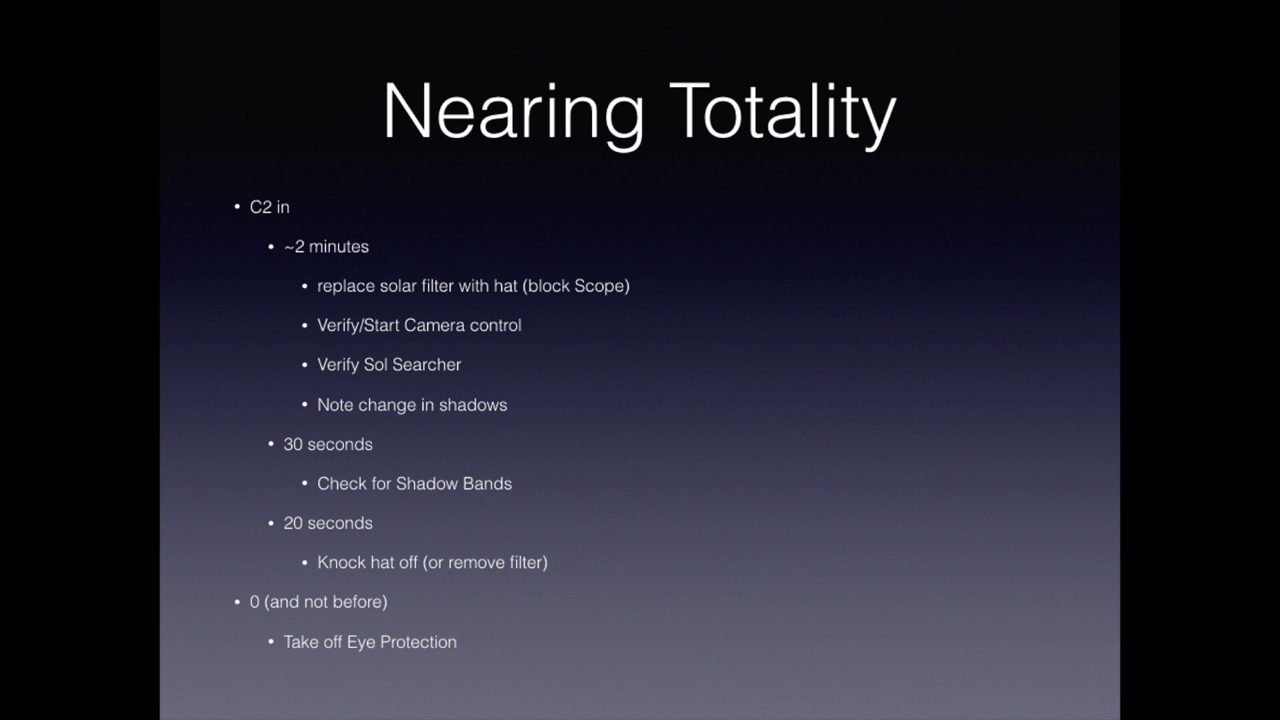 Nearing Totality
• C2 in
• ~2 minutes
• replace solar filter with hat (block Scope)
• Verify/Start Camera control
• Verify Sol Searcher
• Note change in shadows
• 30 seconds
• Check for Shadow Bands
• 20 seconds
• Knock hat off (or remove filter)
• 0 (and not before)
• Take off Eye Protection